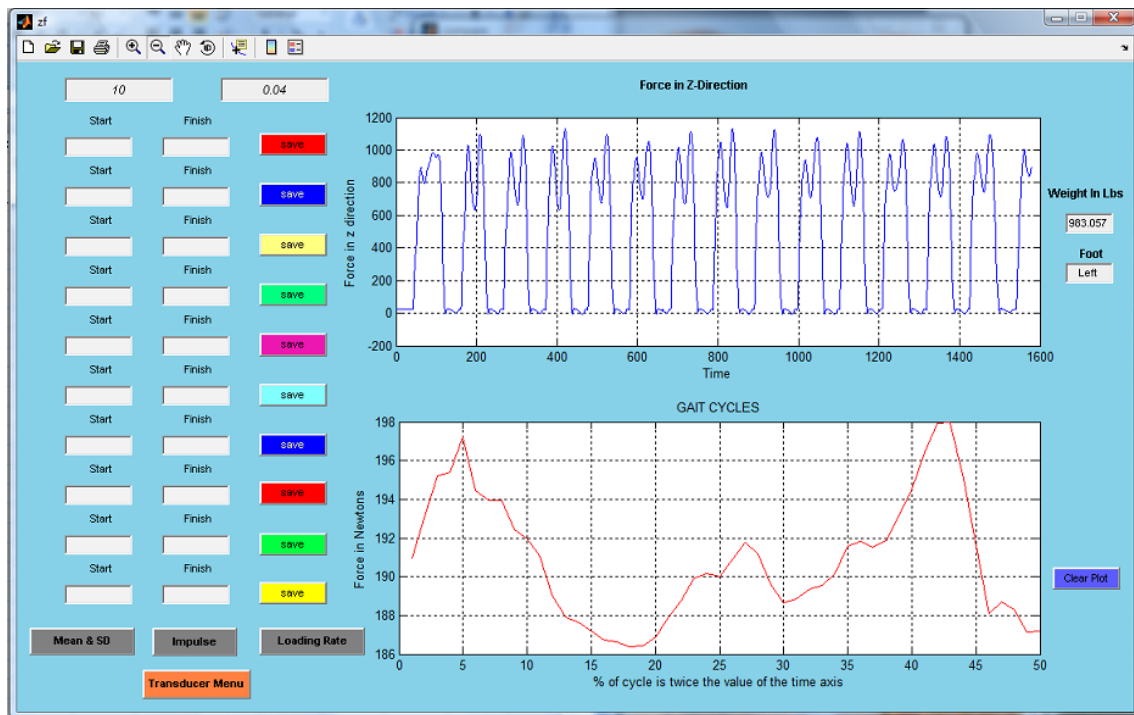 zf
10 0.04
Start Finish
save
Start Finish
save
Start Finish
save
Start Finish
save
Start Finish
save
Start Finish
save
Start Finish
save
Start Finish
save
Start Finish
save
Start Finish
save
Mean & SD Impulse Loading Rate
Transducer Menu
Force in Z-Direction
Force in z direction
1200
1000
800
600
400
200
0
-200
0 200 400 600 800 1000 1200 1400 1600
Time
Weight In Lbs
983.057
Foot
Left
GAIT CYCLES
Force in Newtons
198
196
194
192
190
188
186
0 5 10 15 20 25 30 35 40 45 50
% of cycle is twice the value of the time axis
Clear Plot